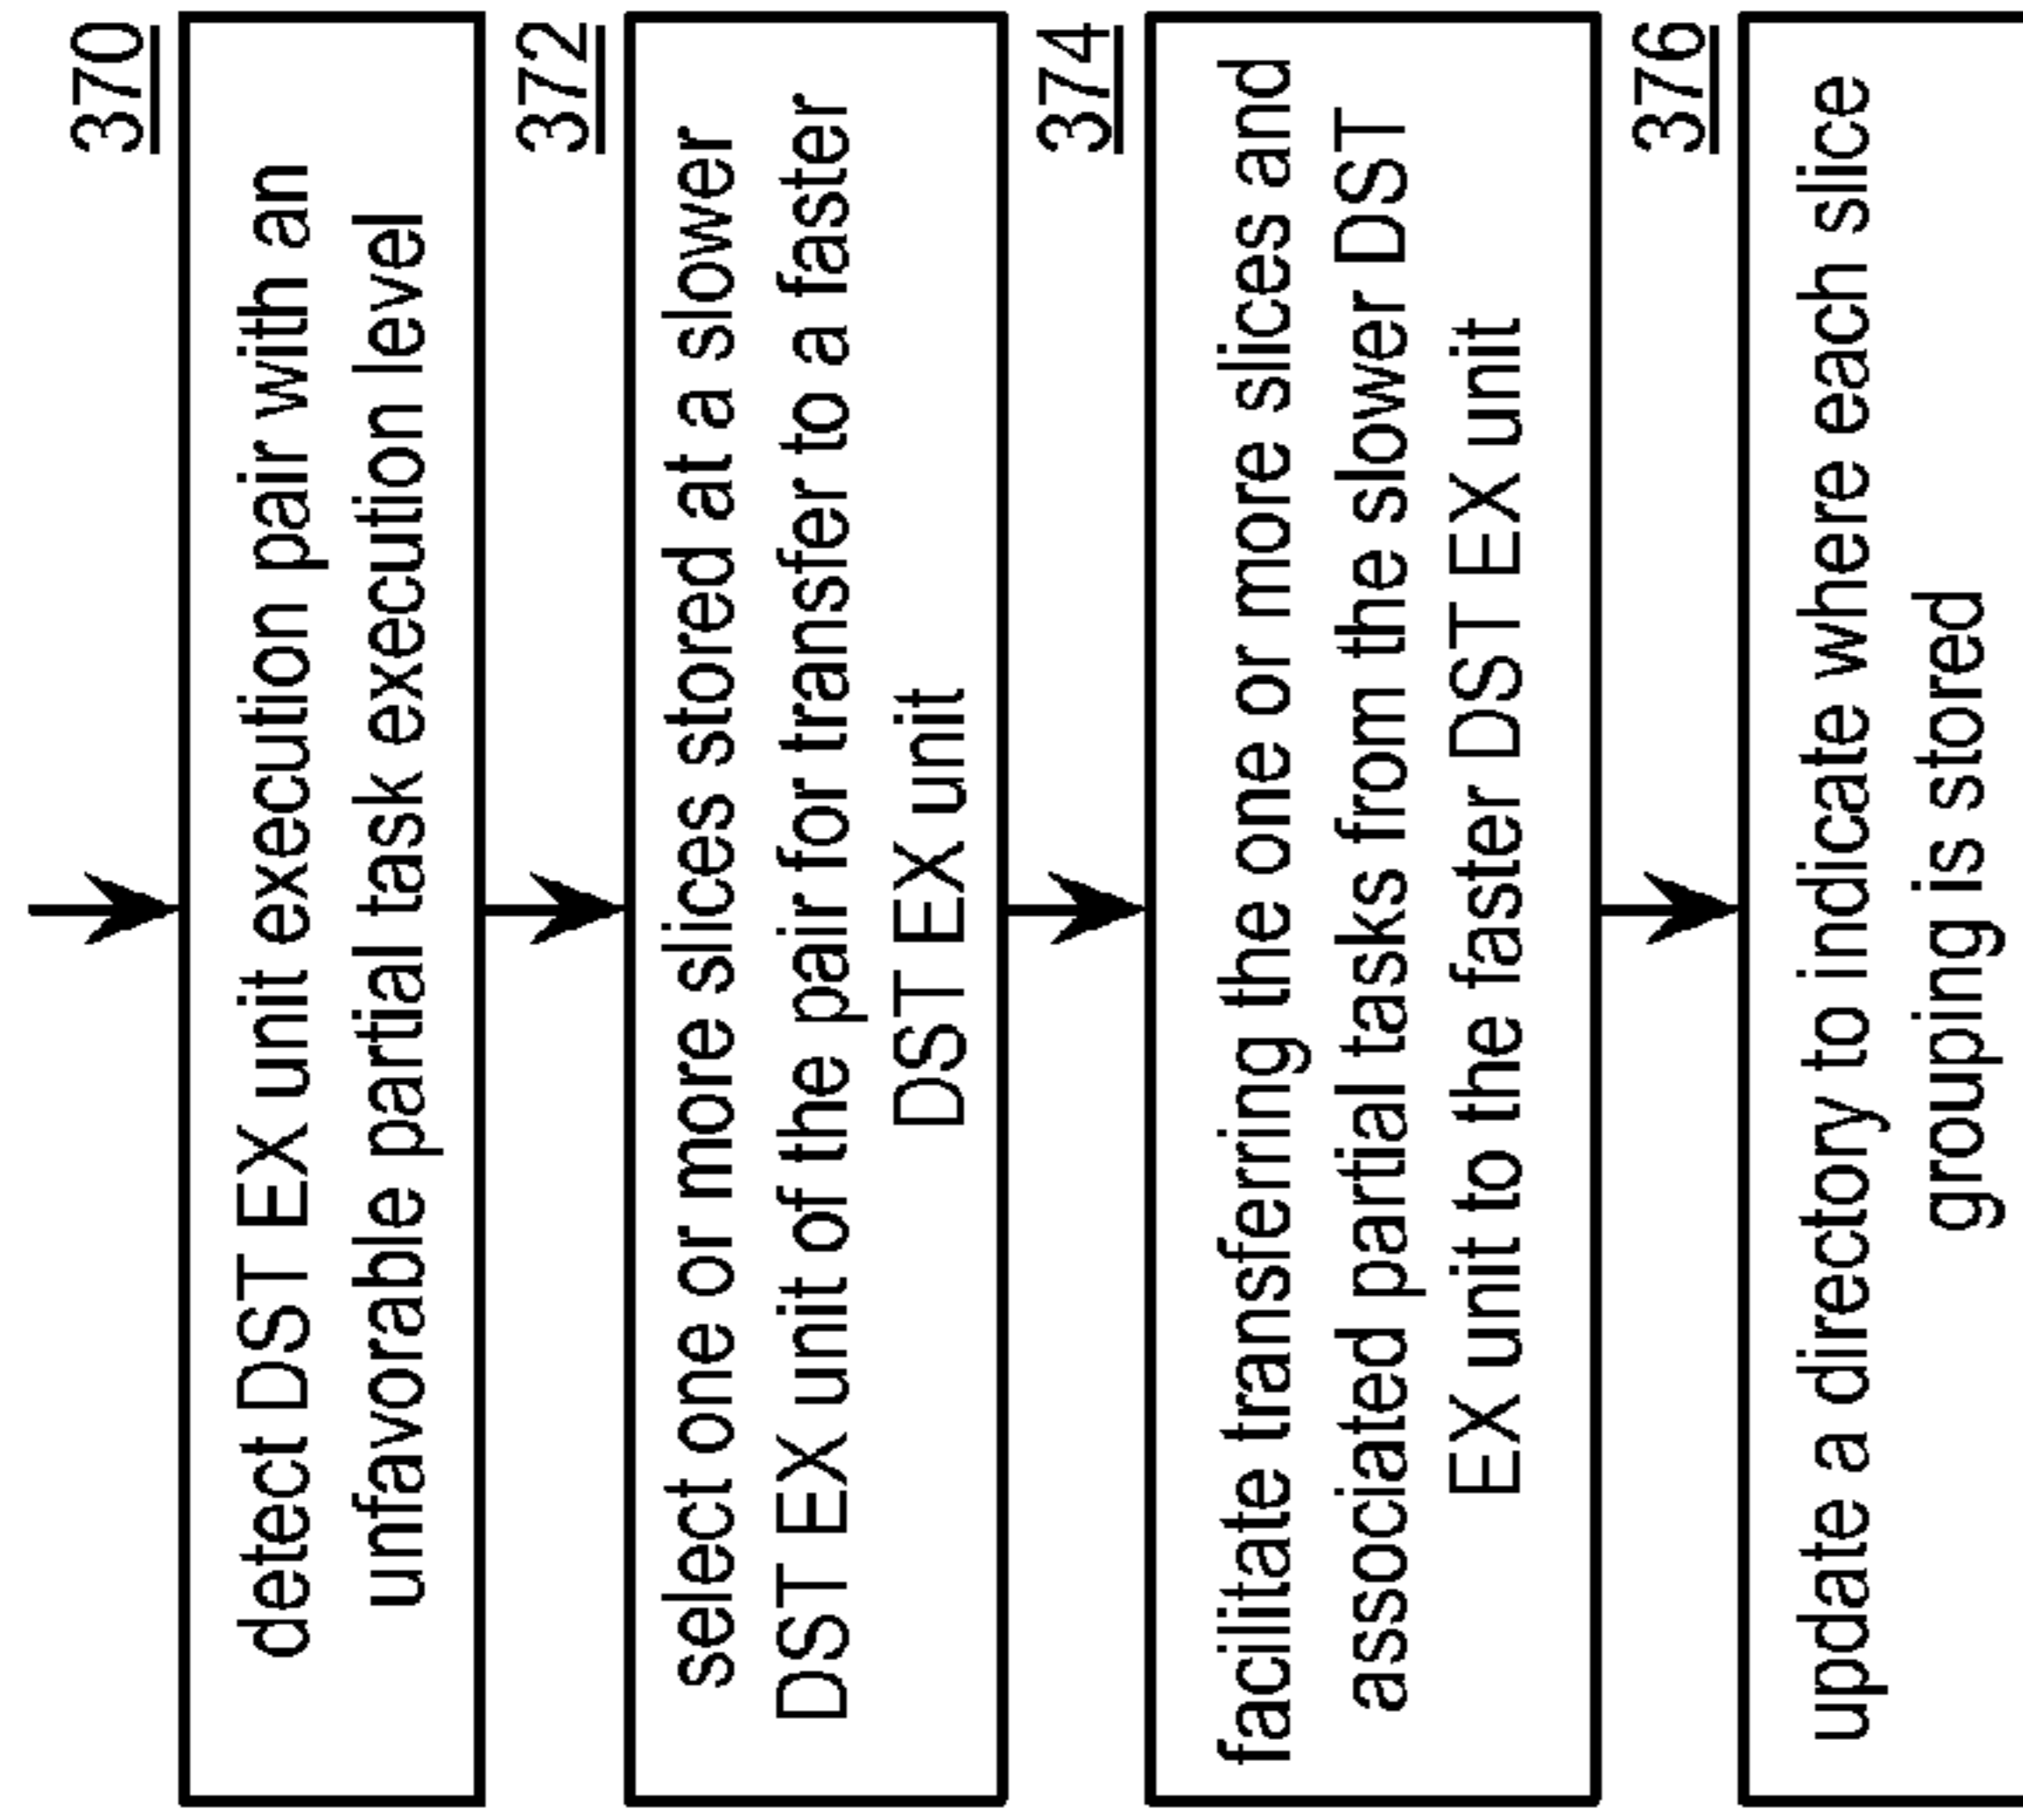 370
detect DST EX unit execution pair with an
unfavorable partial task execution level
372
select one or more slices stored at a slower
DST EX unit of the pair for transfer to a faster
DST EX unit
374
facilitate transferring the one or more slices and
associated partial tasks from the slower DST
EX unit to the faster DST EX unit
376
update a directory to indicate where each slice
grouping is stored